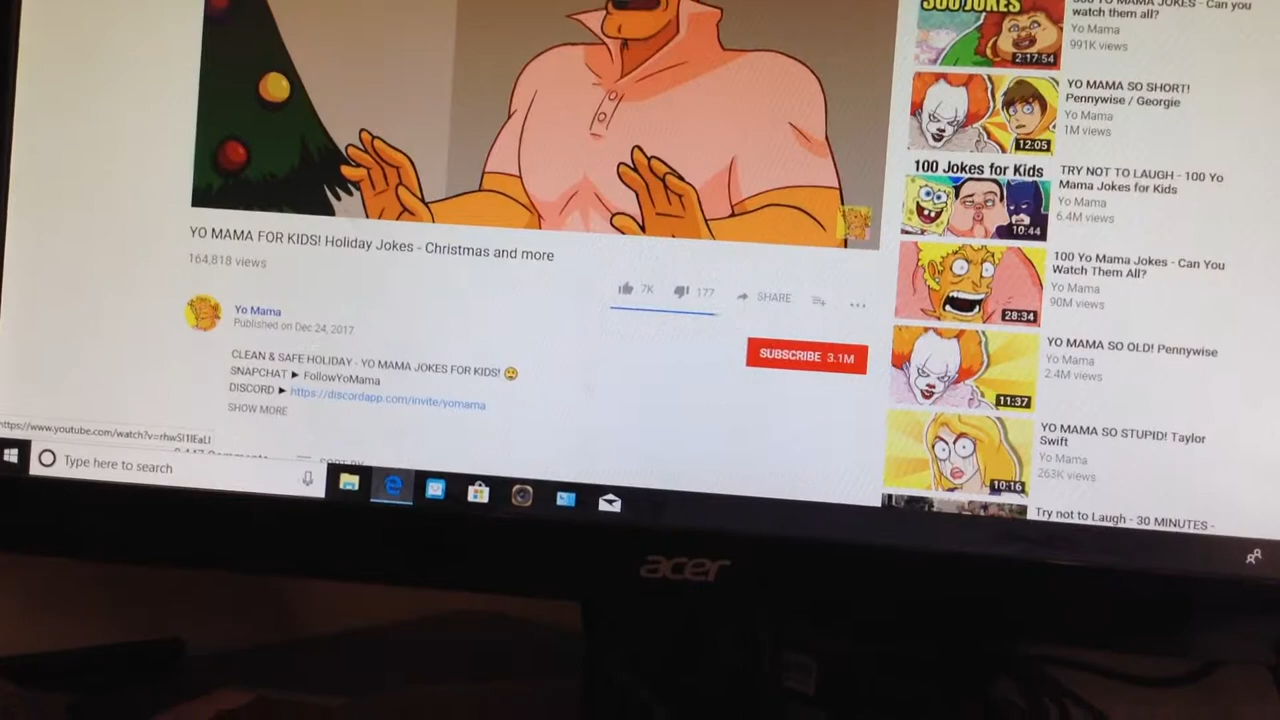 YO MAMA FOR KIDS! Holiday Jokes - Christmas and more
164,818 views
7K
177
SHARE
Yo Mama
Published on Dec 24, 2017
SUBSCRIBE 3.1M
CLEAN & SAFE HOLIDAY - YO MAMA JOKES FOR KIDS!
SNAPCHAT ► FollowYoMama
DISCORD ► https://discordapp.com/invite/yomama
SHOW MORE
Type here to search
JOKES
2:17:54
YO MAMA JOKES - Can you
watch them all?
Yo Mama
991K views
12:05
YO MAMA SO SHORT!
Pennywise / Georgie
Yo Mama
1M views
100 Jokes for Kids
10:44
TRY NOT TO LAUGH - 100 Yo
Mama Jokes for Kids
Yo Mama
6.4M views
28:34
100 Yo Mama Jokes - Can You
Watch Them All?
Yo Mama
90M views
11:37
YO MAMA SO OLD! Pennywise
Yo Mama
2.4M views
10:16
YO MAMA SO STUPID! Taylor
Swift
Yo Mama
263K views
Try not to Laugh - 30 MINUTES -
acer